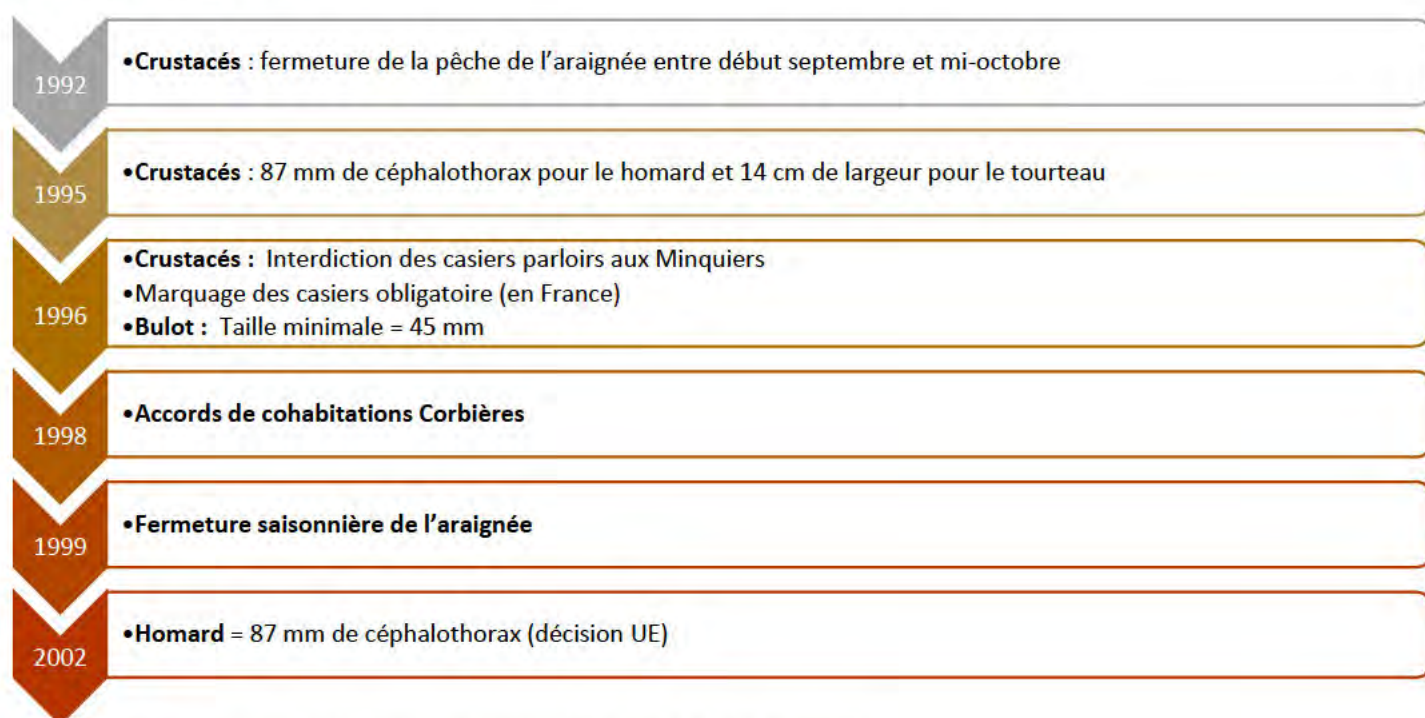 1992
•Crustacés : fermeture de la pêche de l'araignée entre début septembre et mi-octobre
1995
•Crustacés : 87 mm de céphalothorax pour le homard et 14 cm de largeur pour le tourteau
1996
•Crustacés : Interdiction des casiers parloirs aux Minquiers
•Marquage des casiers obligatoire (en France)
•Bulot : Taille minimale = 45 mm
1998
•Accords de cohabitations Corbières
1999
•Fermeture saisonnière de l'araignée
2002
•Homard = 87 mm de céphalothorax (décision UE)